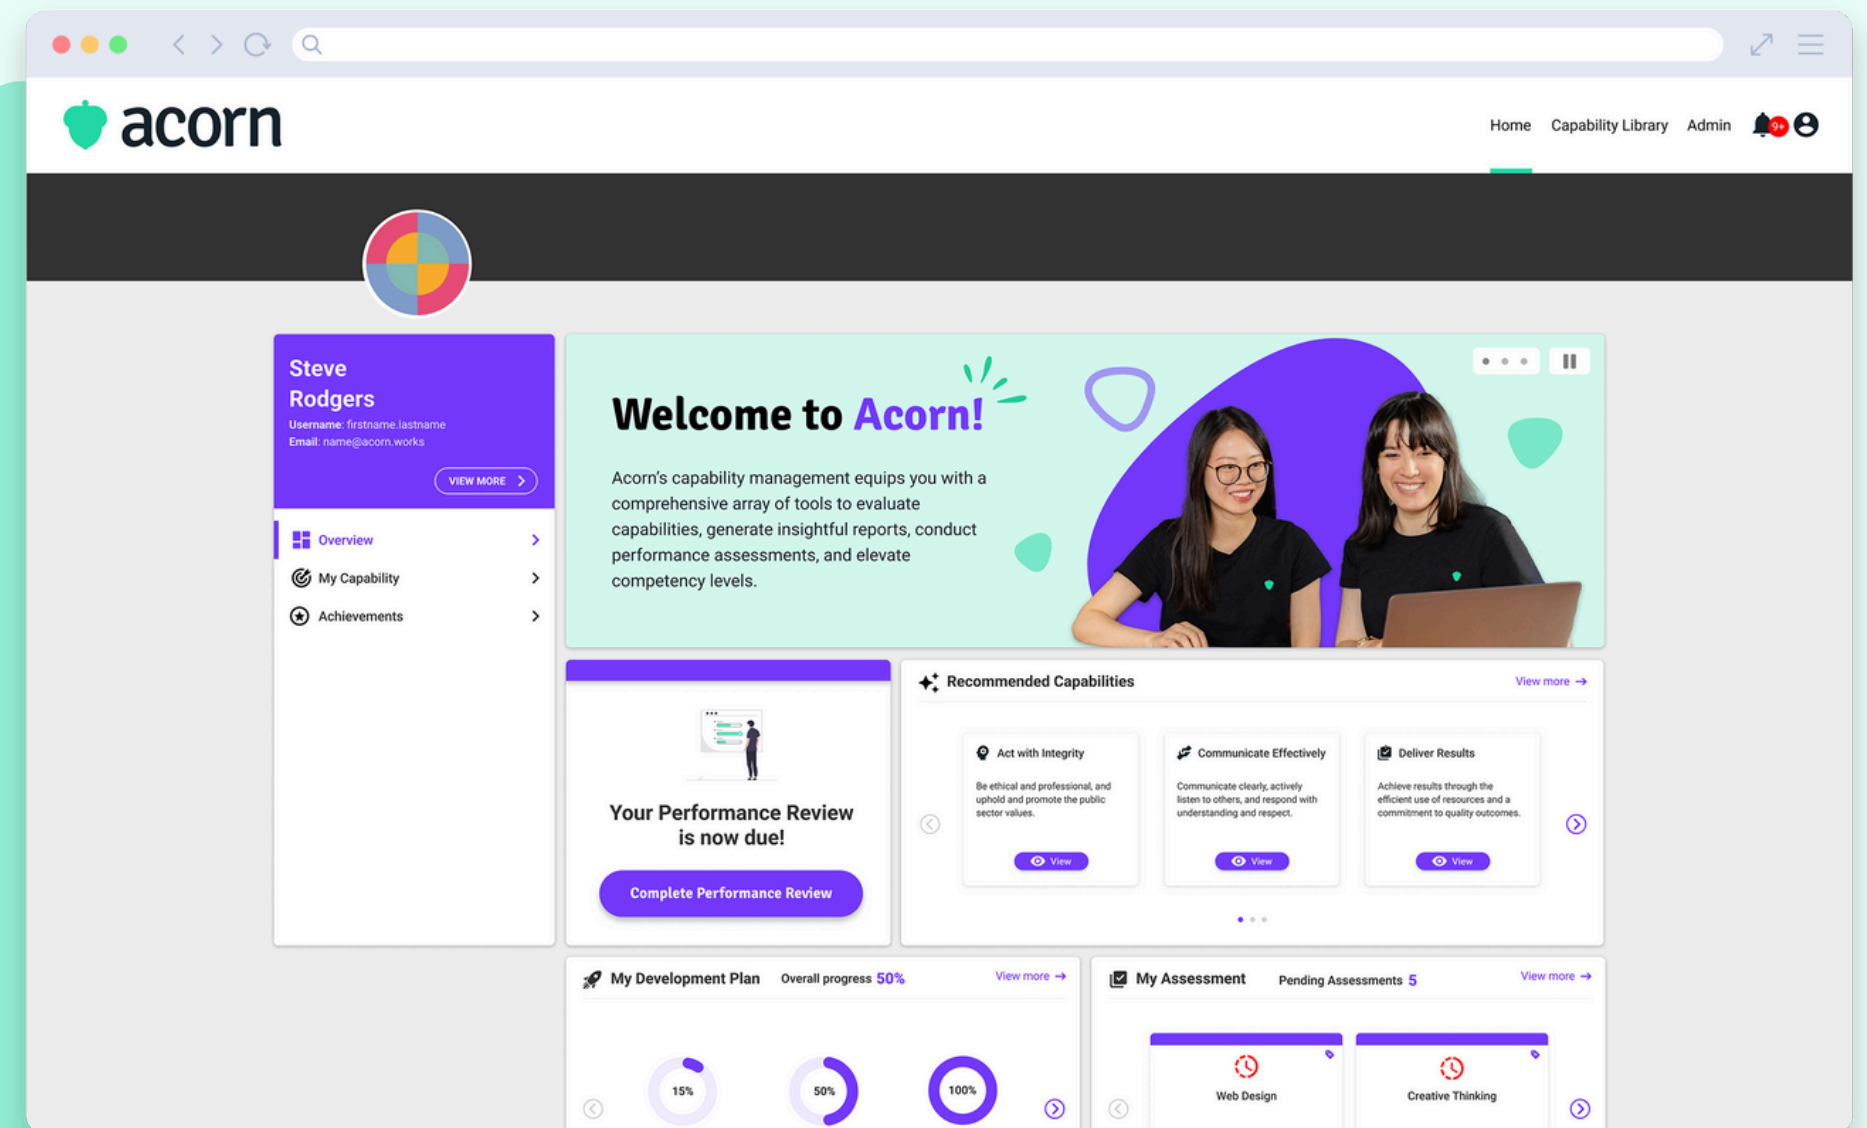 acorn
Home
Capability Library
Admin
9+
Steve
Rodgers
Username: firstname.lastname
Email: name@acorn.works
VIEW MORE
Overview
My Capability
Achievements
Welcome to Acorn!
Acorn's capability management equips you with a
comprehensive array of tools to evaluate
capabilities, generate insightful reports, conduct
performance assessments, and elevate
competency levels.
Your Performance Review
is now due!
Complete Performance Review
Recommended Capabilities
View more
Act with Integrity
Be ethical and professional, and
uphold and promote the public
sector values.
View
Communicate Effectively
Communicate clearly, actively
listen to others, and respond with
understanding and respect.
View
Deliver Results
Achieve results through the
efficient use of resources and a
commitment to quality outcomes.
View
My Development Plan
Overall progress 50%
View more
15%
50%
100%
My Assessment
Pending Assessments 5
View more
Web Design
Creative Thinking